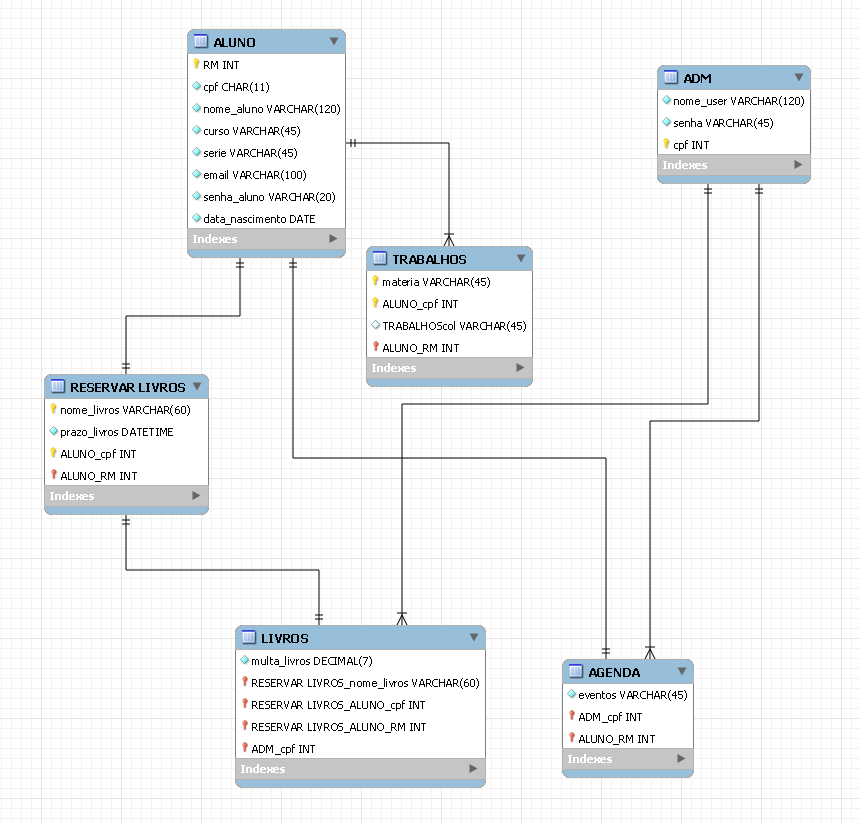 ALUNO
RM INT
cpf CHAR(11)
nome_aluno VARCHAR(120)
curso VARCHAR(45)
serie VARCHAR(45)
email VARCHAR(100)
senha_aluno VARCHAR(20)
data_nascimento DATE
Indexes
ADM
nome_user VARCHAR(120)
senha VARCHAR(45)
cpf INT
Indexes
TRABALHOS
materia VARCHAR(45)
ALUNO_cpf INT
TRABALHOScol VARCHAR(45)
ALUNO_RM INT
Indexes
RESERVAR LIVROS
nome_livros VARCHAR(60)
prazo_livros DATETIME
ALUNO_cpf INT
ALUNO_RM INT
Indexes
LIVROS
multa_livros DECIMAL(7)
RESERVAR LIVROS_nome_livros VARCHAR(60)
RESERVAR LIVROS_ALUNO_cpf INT
RESERVAR LIVROS_ALUNO_RM INT
ADM_cpf INT
Indexes
AGENDA
eventos VARCHAR(45)
ADM_cpf INT
ALUNO_RM INT
Indexes